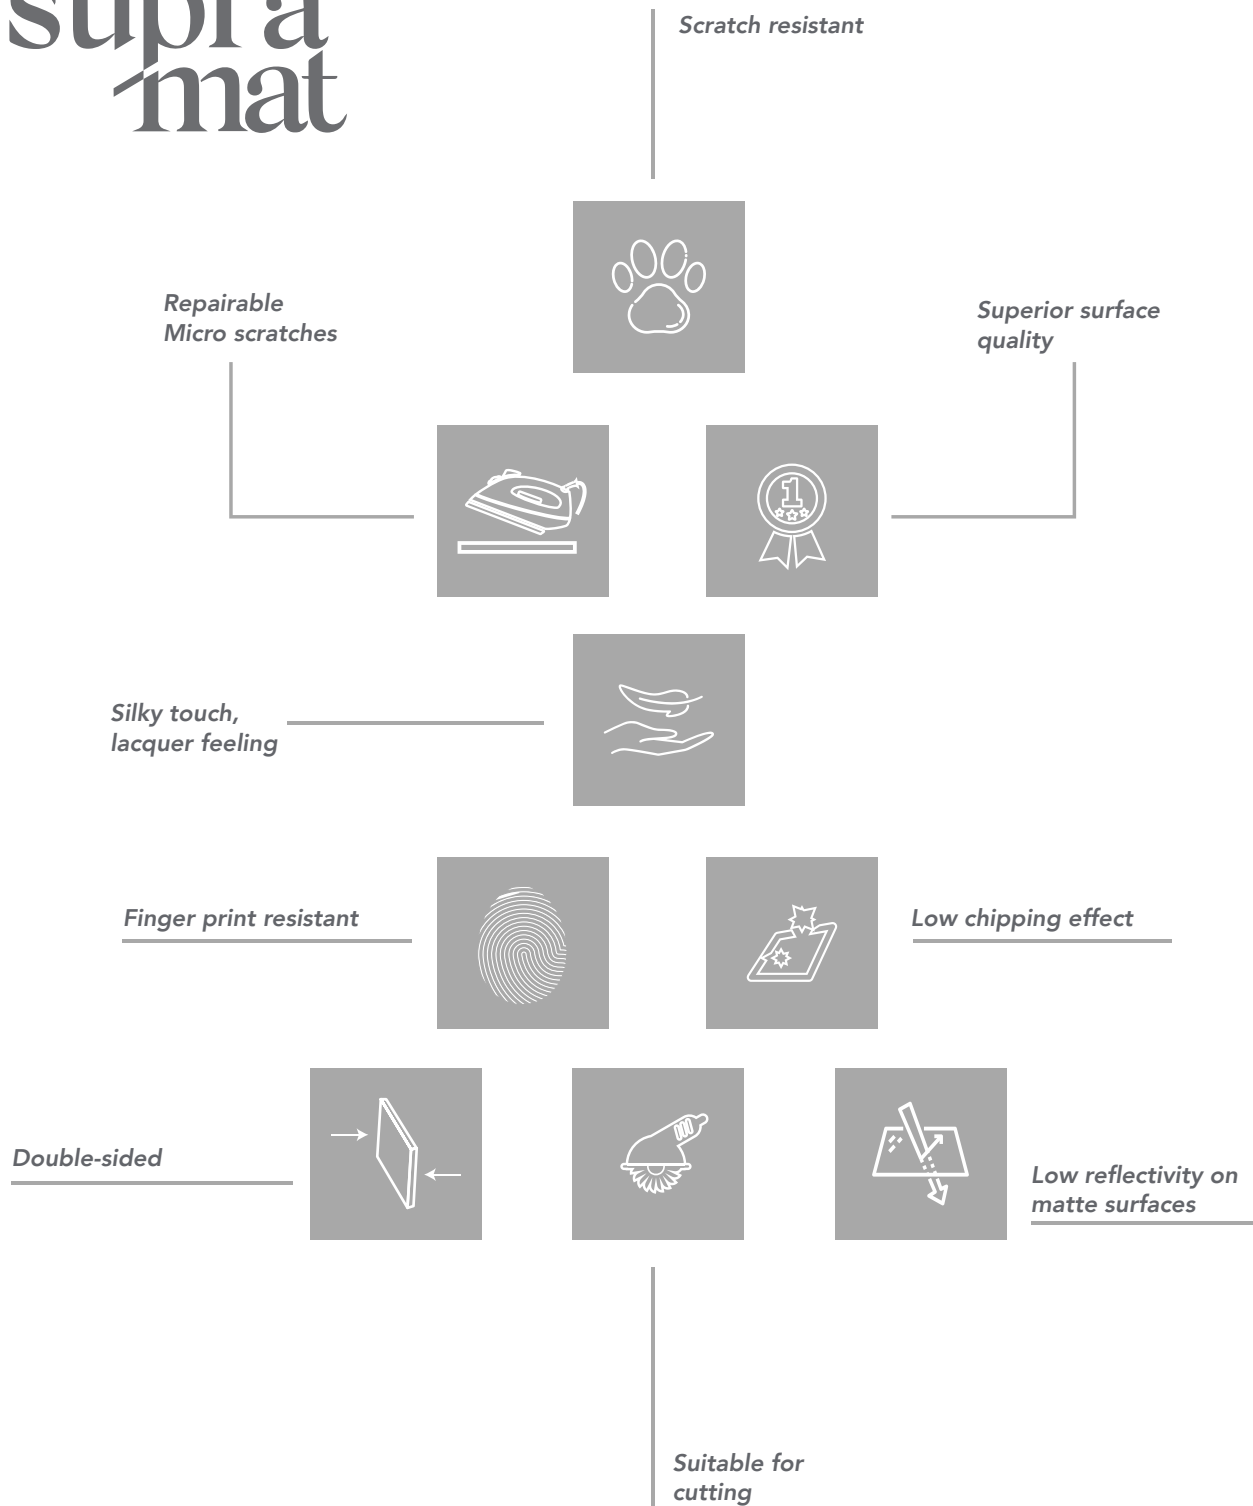 supra
mat
Scratch resistant
Repairable
Micro scratches
Superior surface
quality
1
Silky touch,
lacquer feeling
Finger print resistant
Low chipping effect
Double-sided
Low reflectivity on
matte surfaces
Suitable for
cutting